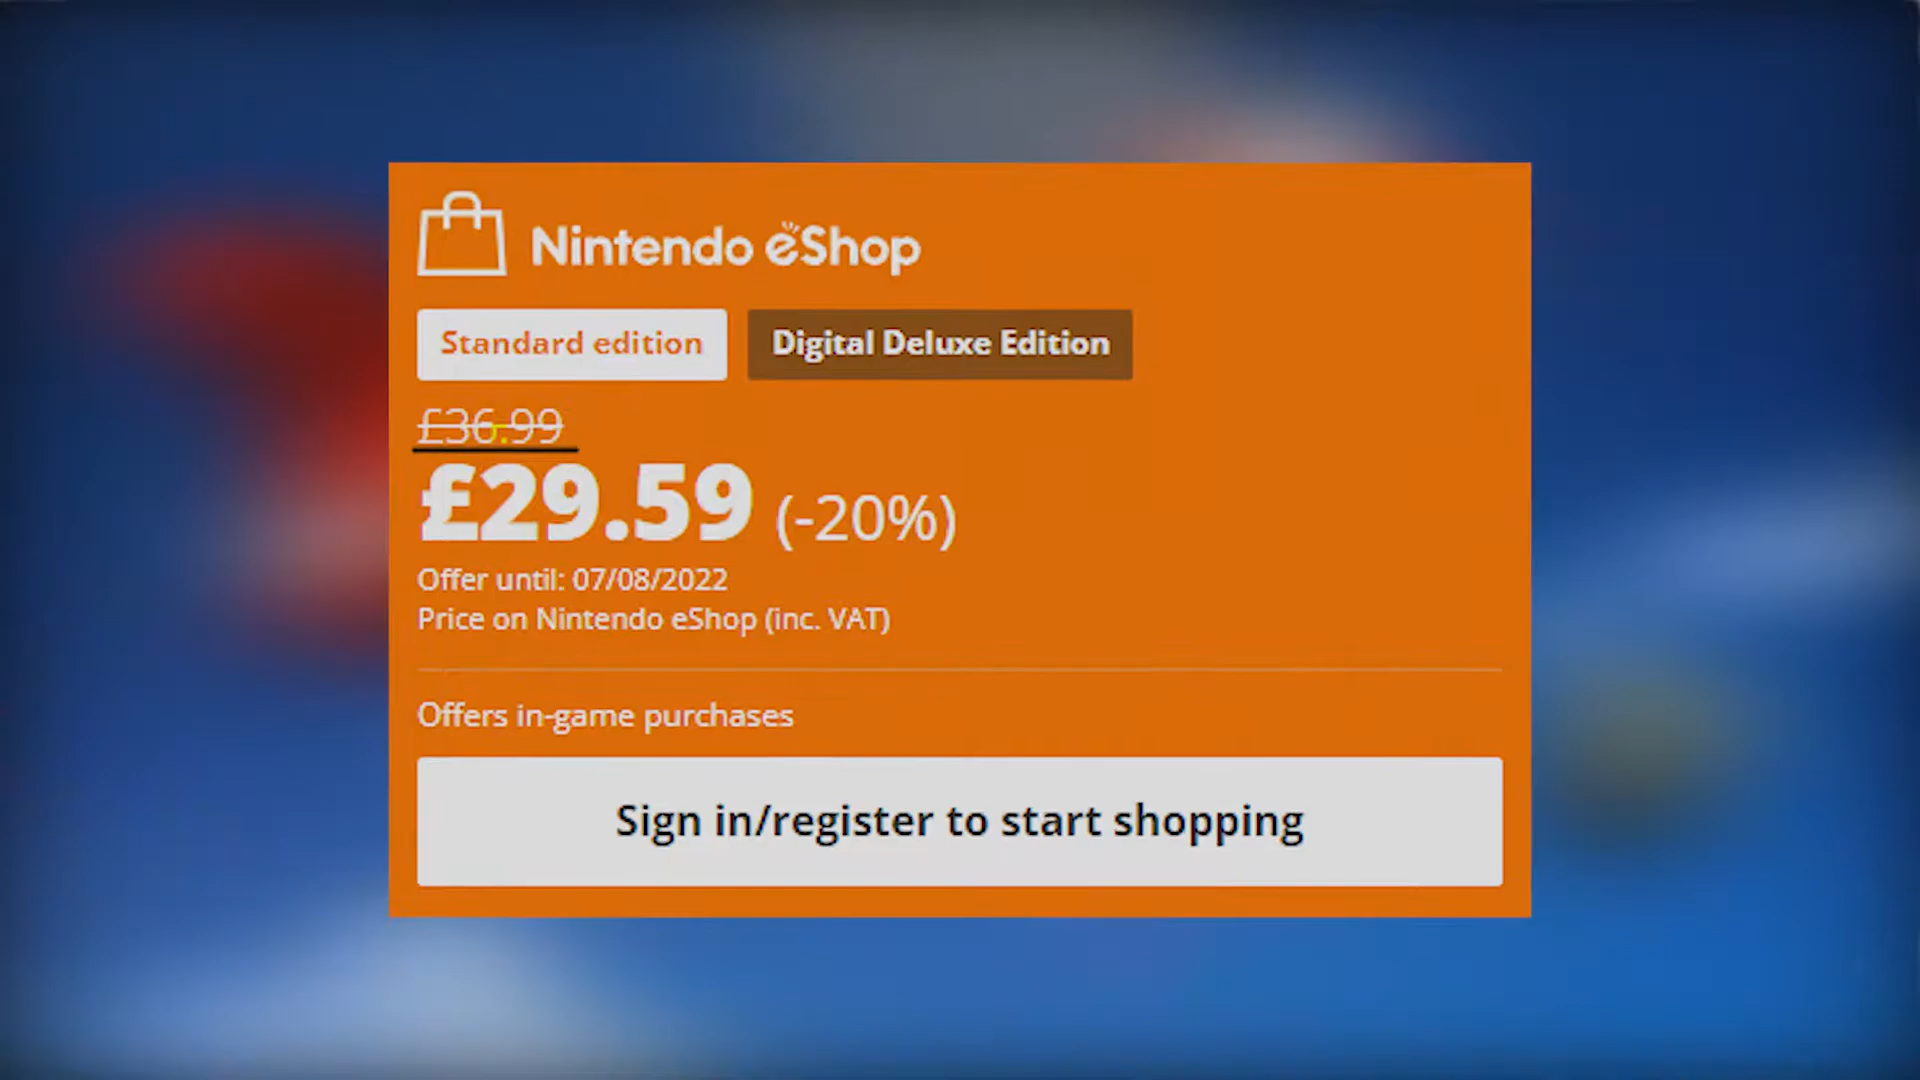 Nintendo eShop
Standard edition
Digital Deluxe Edition
£36.99
£29.59 (-20%)
Offer until: 07/08/2022
Price on Nintendo eShop (inc. VAT)
Offers in-game purchases
Sign in/register to start shopping